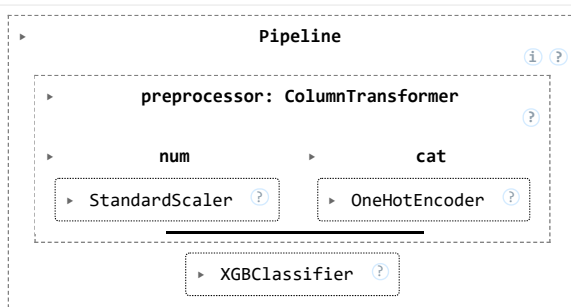 Pipeline
i ?
preprocessor: ColumnTransformer
?
num cat
StandardScaler ? OneHotEncoder ?
XGBClassifier ?